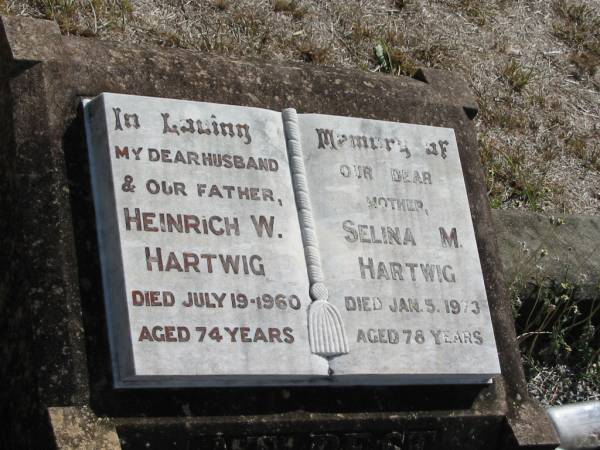 In Loving
MY DEAR HUSBAND
& OUR FATHER,
HEINRICH W.
HARTWIG
DIED JULY 19-1960
AGED 74 YEARS
Memory of
OUR DEAR
MOTHER,
SELINA M.
HARTWIG
DIED JAN. 5. 1973
AGED 78 YEARS